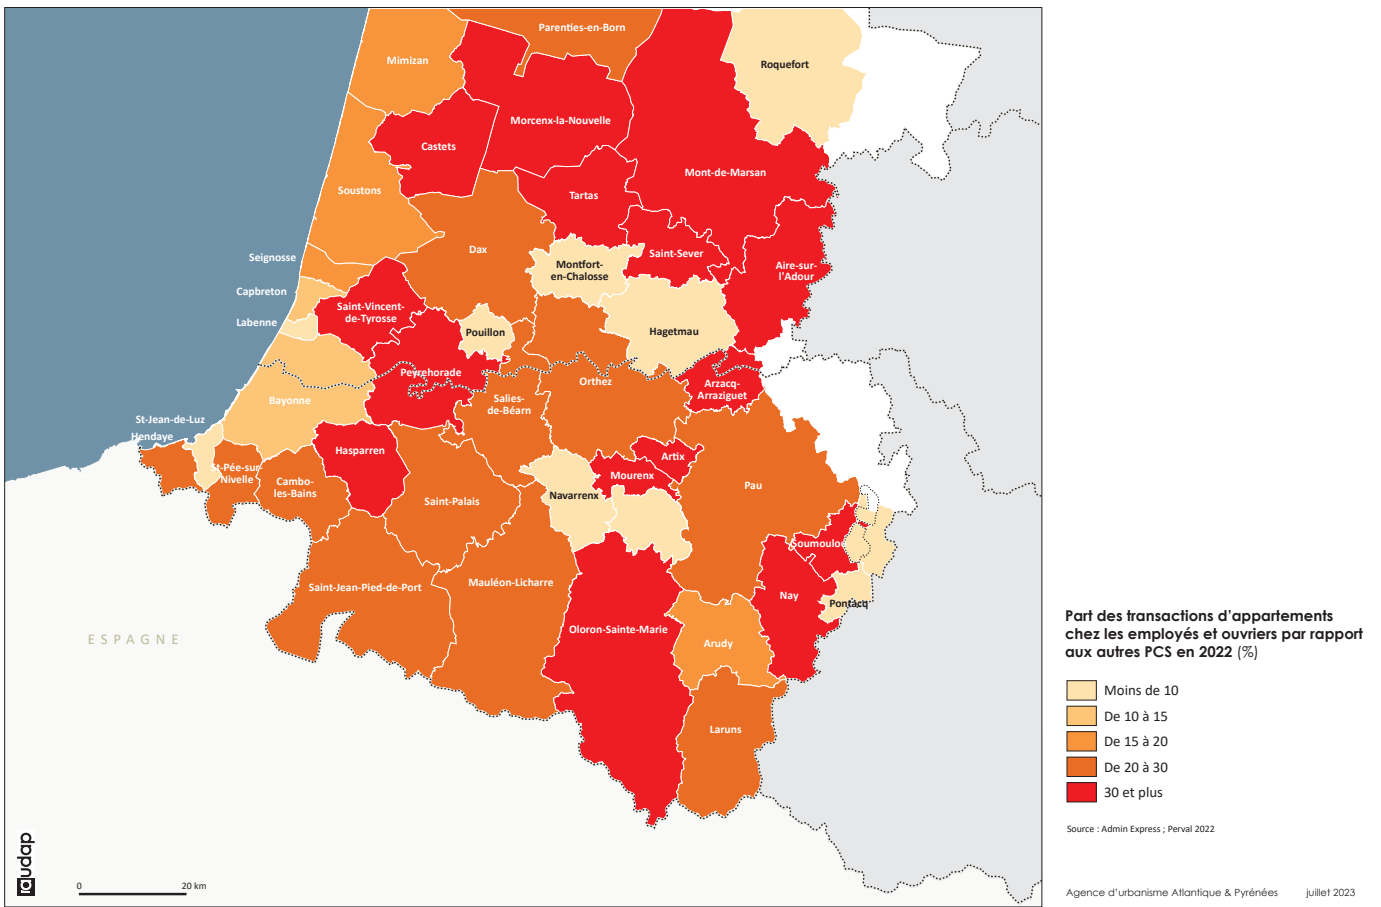 Parenties-en-Born
Mimizan
Roquefort
Morcenx-la-Nouvelle
Castets
Mont-de-Marsan
Soustons
Tartas
Dax
Seignosse
Saint-Sever
Montfort-
en-Chalosse
Aire-sur-
l'Adour
Capbreton
Saint-Vincent-
de-Tyrosse
Labenne
Pouillon
Hagetmau
Peyrehorade
Orthez
Arzacq-
Arraziguet
Bayonne
Salies-
de-Béarn
St-Jean-de-Luz
Hendaye
Hasparren
Artix
St-Pée-sur-
Nivelle
Mourenx
Cambo-
les-Bains
Pau
Navarrenx
Saint-Palais
Soumoulou
Mauléon-Licharre
Saint-Jean-Pied-de-Port
Nay
Pontacq
Oloron-Sainte-Marie
ESPAGNE
Arudy
Laruns
audap
0 20 km
Part des transactions d'appartements
chez les employés et ouvriers par rapport
aux autres PCS en 2022 (%)
Moins de 10
De 10 à 15
De 15 à 20
De 20 à 30
30 et plus
Source : Admin Express ; Perval 2022
Agence d'urbanisme Atlantique & Pyrénées juillet 2023